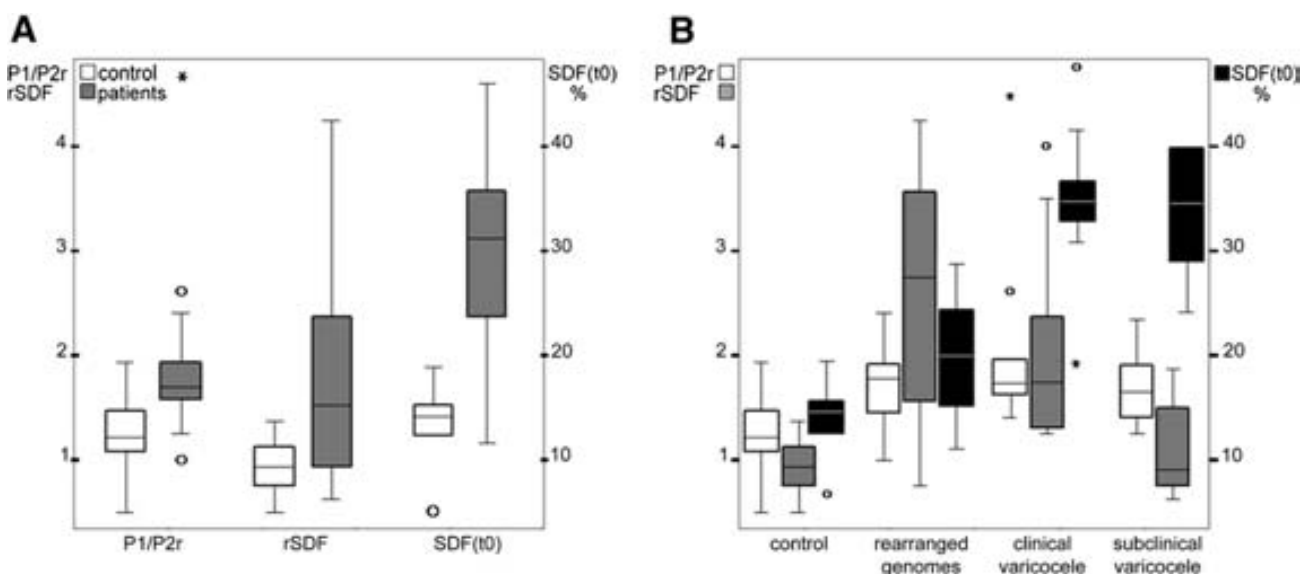 A
P1/P2r
rSDF
control
patients
SDF(t0)
%
4
3
2
1
40
30
20
10
P1/P2r
rSDF
SDF(t0)
B
P1/P2r
rSDF
SDF(t0)
%
4
3
2
1
40
30
20
10
control
rearranged
genomes
clinical
varicocele
subclinical
varicocele